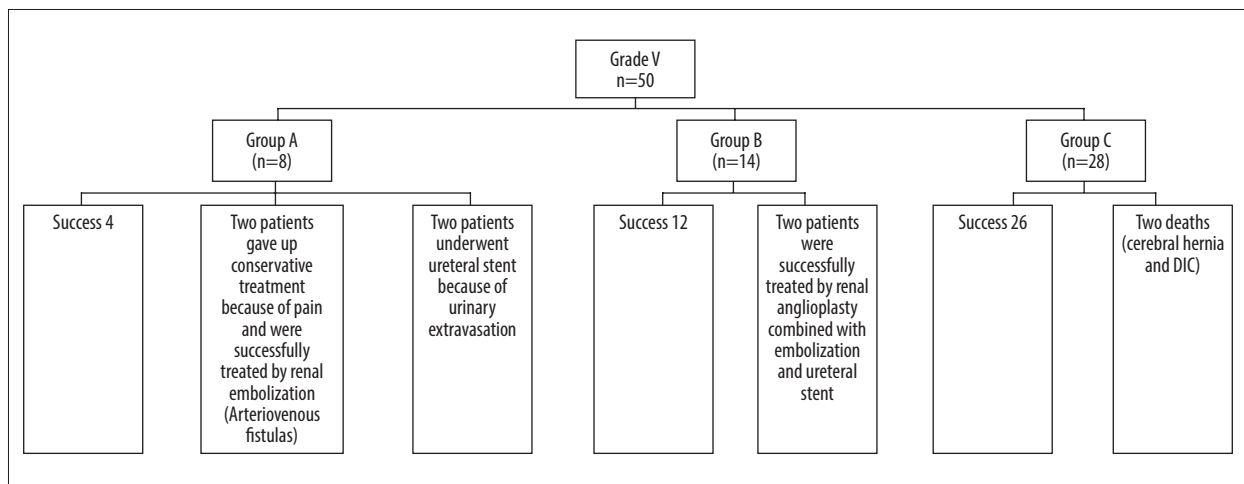 Grade V
n=50
Group A
(n=8)
Group B
(n=14)
Group C
(n=28)
Success 4
Two patients
gave up
conservative
treatment
because of pain
and were
successfully
treated by renal
embolization
(Arteriovenous
fistulas)
Two patients
underwent
ureteral stent
because of
urinary
extravasation
Success 12
Two patients
were
successfully
treated by renal
anglioplasty
combined with
embolization
and ureteral
stent
Success 26
Two deaths
(cerebral hernia
and DIC)